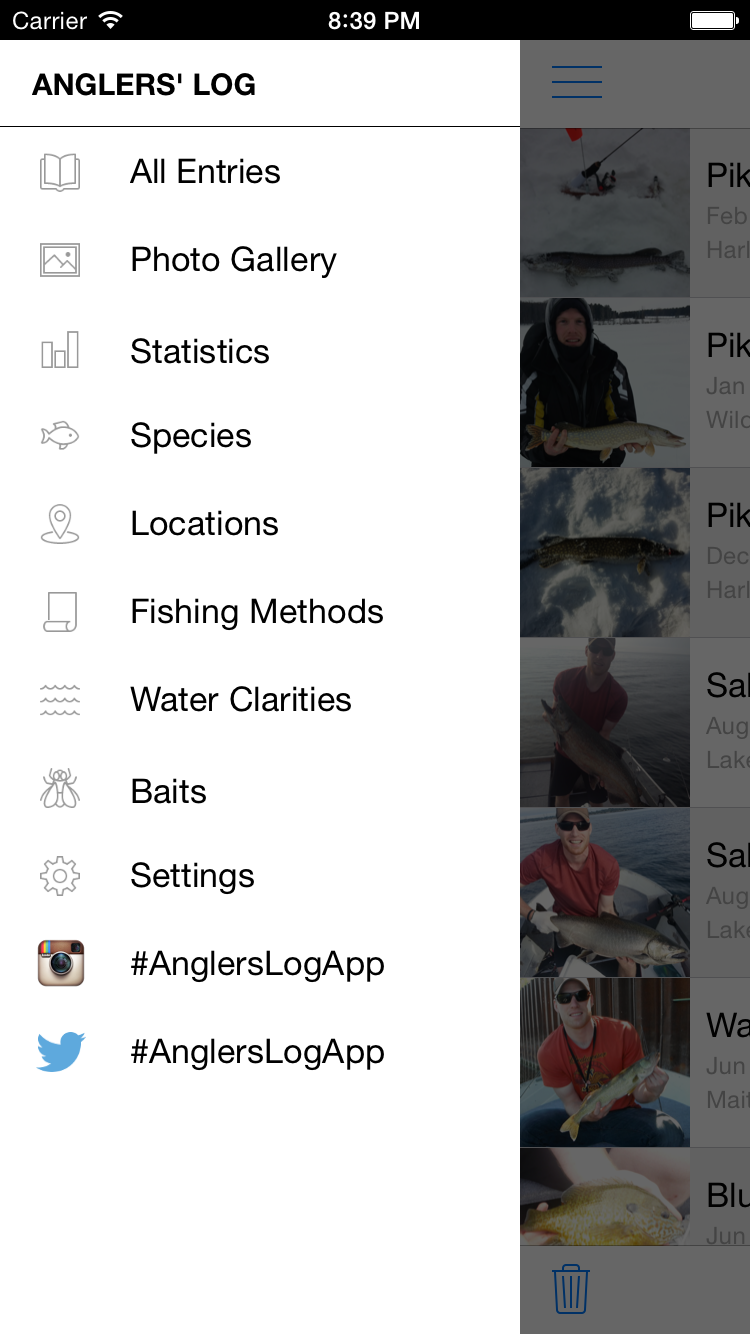 Carrier 8:39 PM
ANGLERS' LOG
All Entries
Photo Gallery
Statistics
Species
Locations
Fishing Methods
Water Clarities
Baits
Settings
#AnglersLogApp
#AnglersLogApp
Pik
Feb
Harl
Pik
Jan
Wilc
Pik
Dec
Harl
Sal
Aug
Lake
Sal
Aug
Lake
Wa
Jun
Mait
Blu
Jun